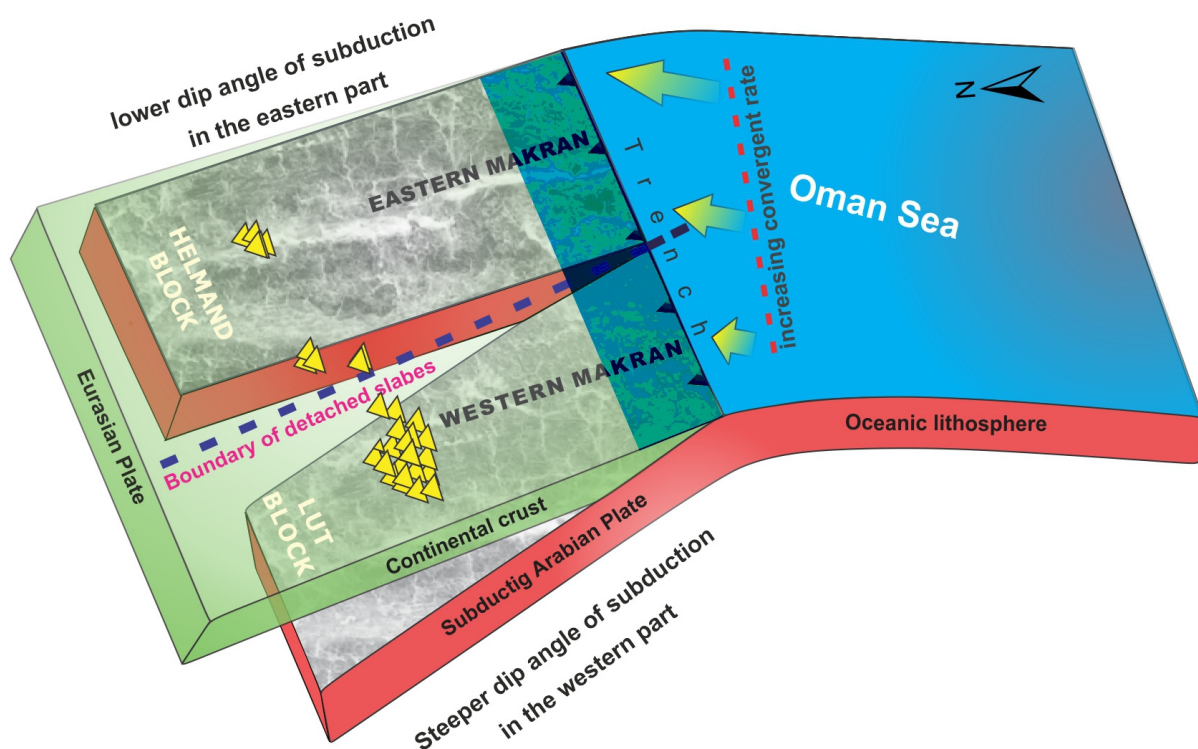 lower dip angle of subduction
in the eastern part
N
Trench
increasing convergent rate
Oman Sea
EASTERN MAKRAN
HELMAND
BLOCK
Eurasian Plate
Boundary of detached slabes
WESTERN MAKRAN
LUT
BLOCK
Continental crust
Oceanic lithosphere
Subductig Arabian Plate
Steeper dip angle of subduction
in the western part